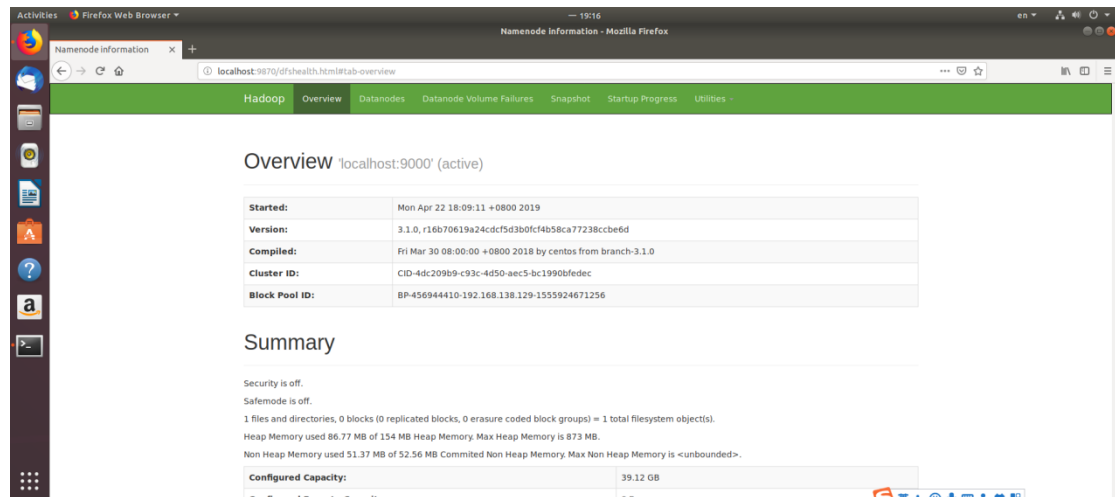 Activities Firefox Web Browser
19:16
en
Namenode information - Mozilla Firefox
Namenode information
localhost:9870/dfshealth.html#tab-overview
Hadoop Overview Datanodes Datanode Volume Failures Snapshot Startup Progress Utilities
Overview 'localhost:9000' (active)
Started: Mon Apr 22 18:09:11 +0800 2019
Version: 3.1.0, r16b70619a24cdcf5d3b0fcf4b58ca77238ccbe6d
Compiled: Fri Mar 30 08:00:00 +0800 2018 by centos from branch-3.1.0
Cluster ID: CID-4dc209b9-c93c-4d50-aec5-bc1990bfedec
Block Pool ID: BP-456944410-192.168.138.129-1555924671256
Summary
Security is off.
Safemode is off.
1 files and directories, 0 blocks (0 replicated blocks, 0 erasure coded block groups) = 1 total filesystem object(s).
Heap Memory used 86.77 MB of 154 MB Heap Memory. Max Heap Memory is 873 MB.
Non Heap Memory used 51.37 MB of 52.56 MB Commited Non Heap Memory. Max Non Heap Memory is <unbounded>.
Configured Capacity: 39.12 GB